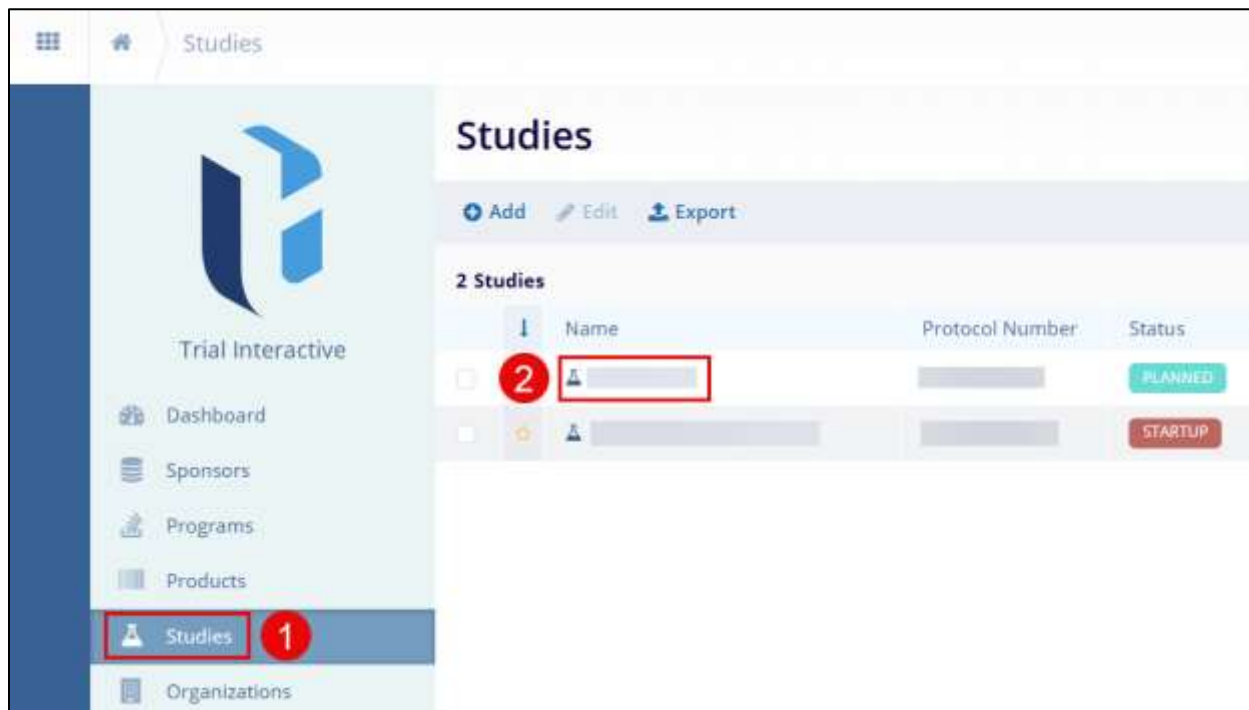 Studies
Trial Interactive
Dashboard
Sponsors
Programs
Products
Studies 1
Organizations
Studies
Add Edit Export
2 Studies
Name Protocol Number Status
2 PLANNED
STARTUP